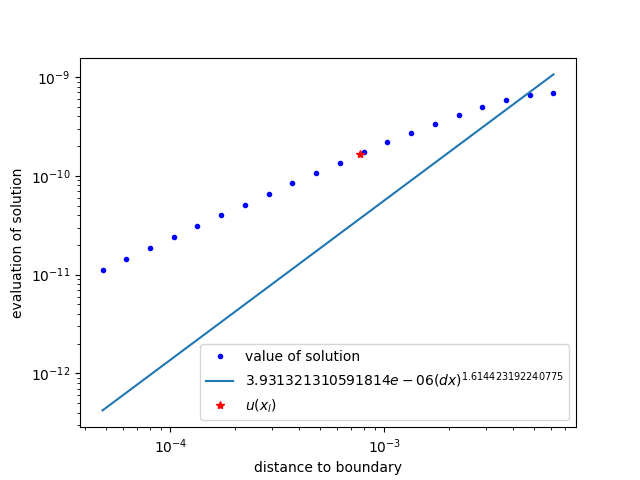 10⁻⁹
10⁻¹⁰
10⁻¹¹
10⁻¹²
evaluation of solution
value of solution
3.931321310591814e − 06(dx)^1.614423192240775
u(xₗ)
10⁻⁴
10⁻³
distance to boundary